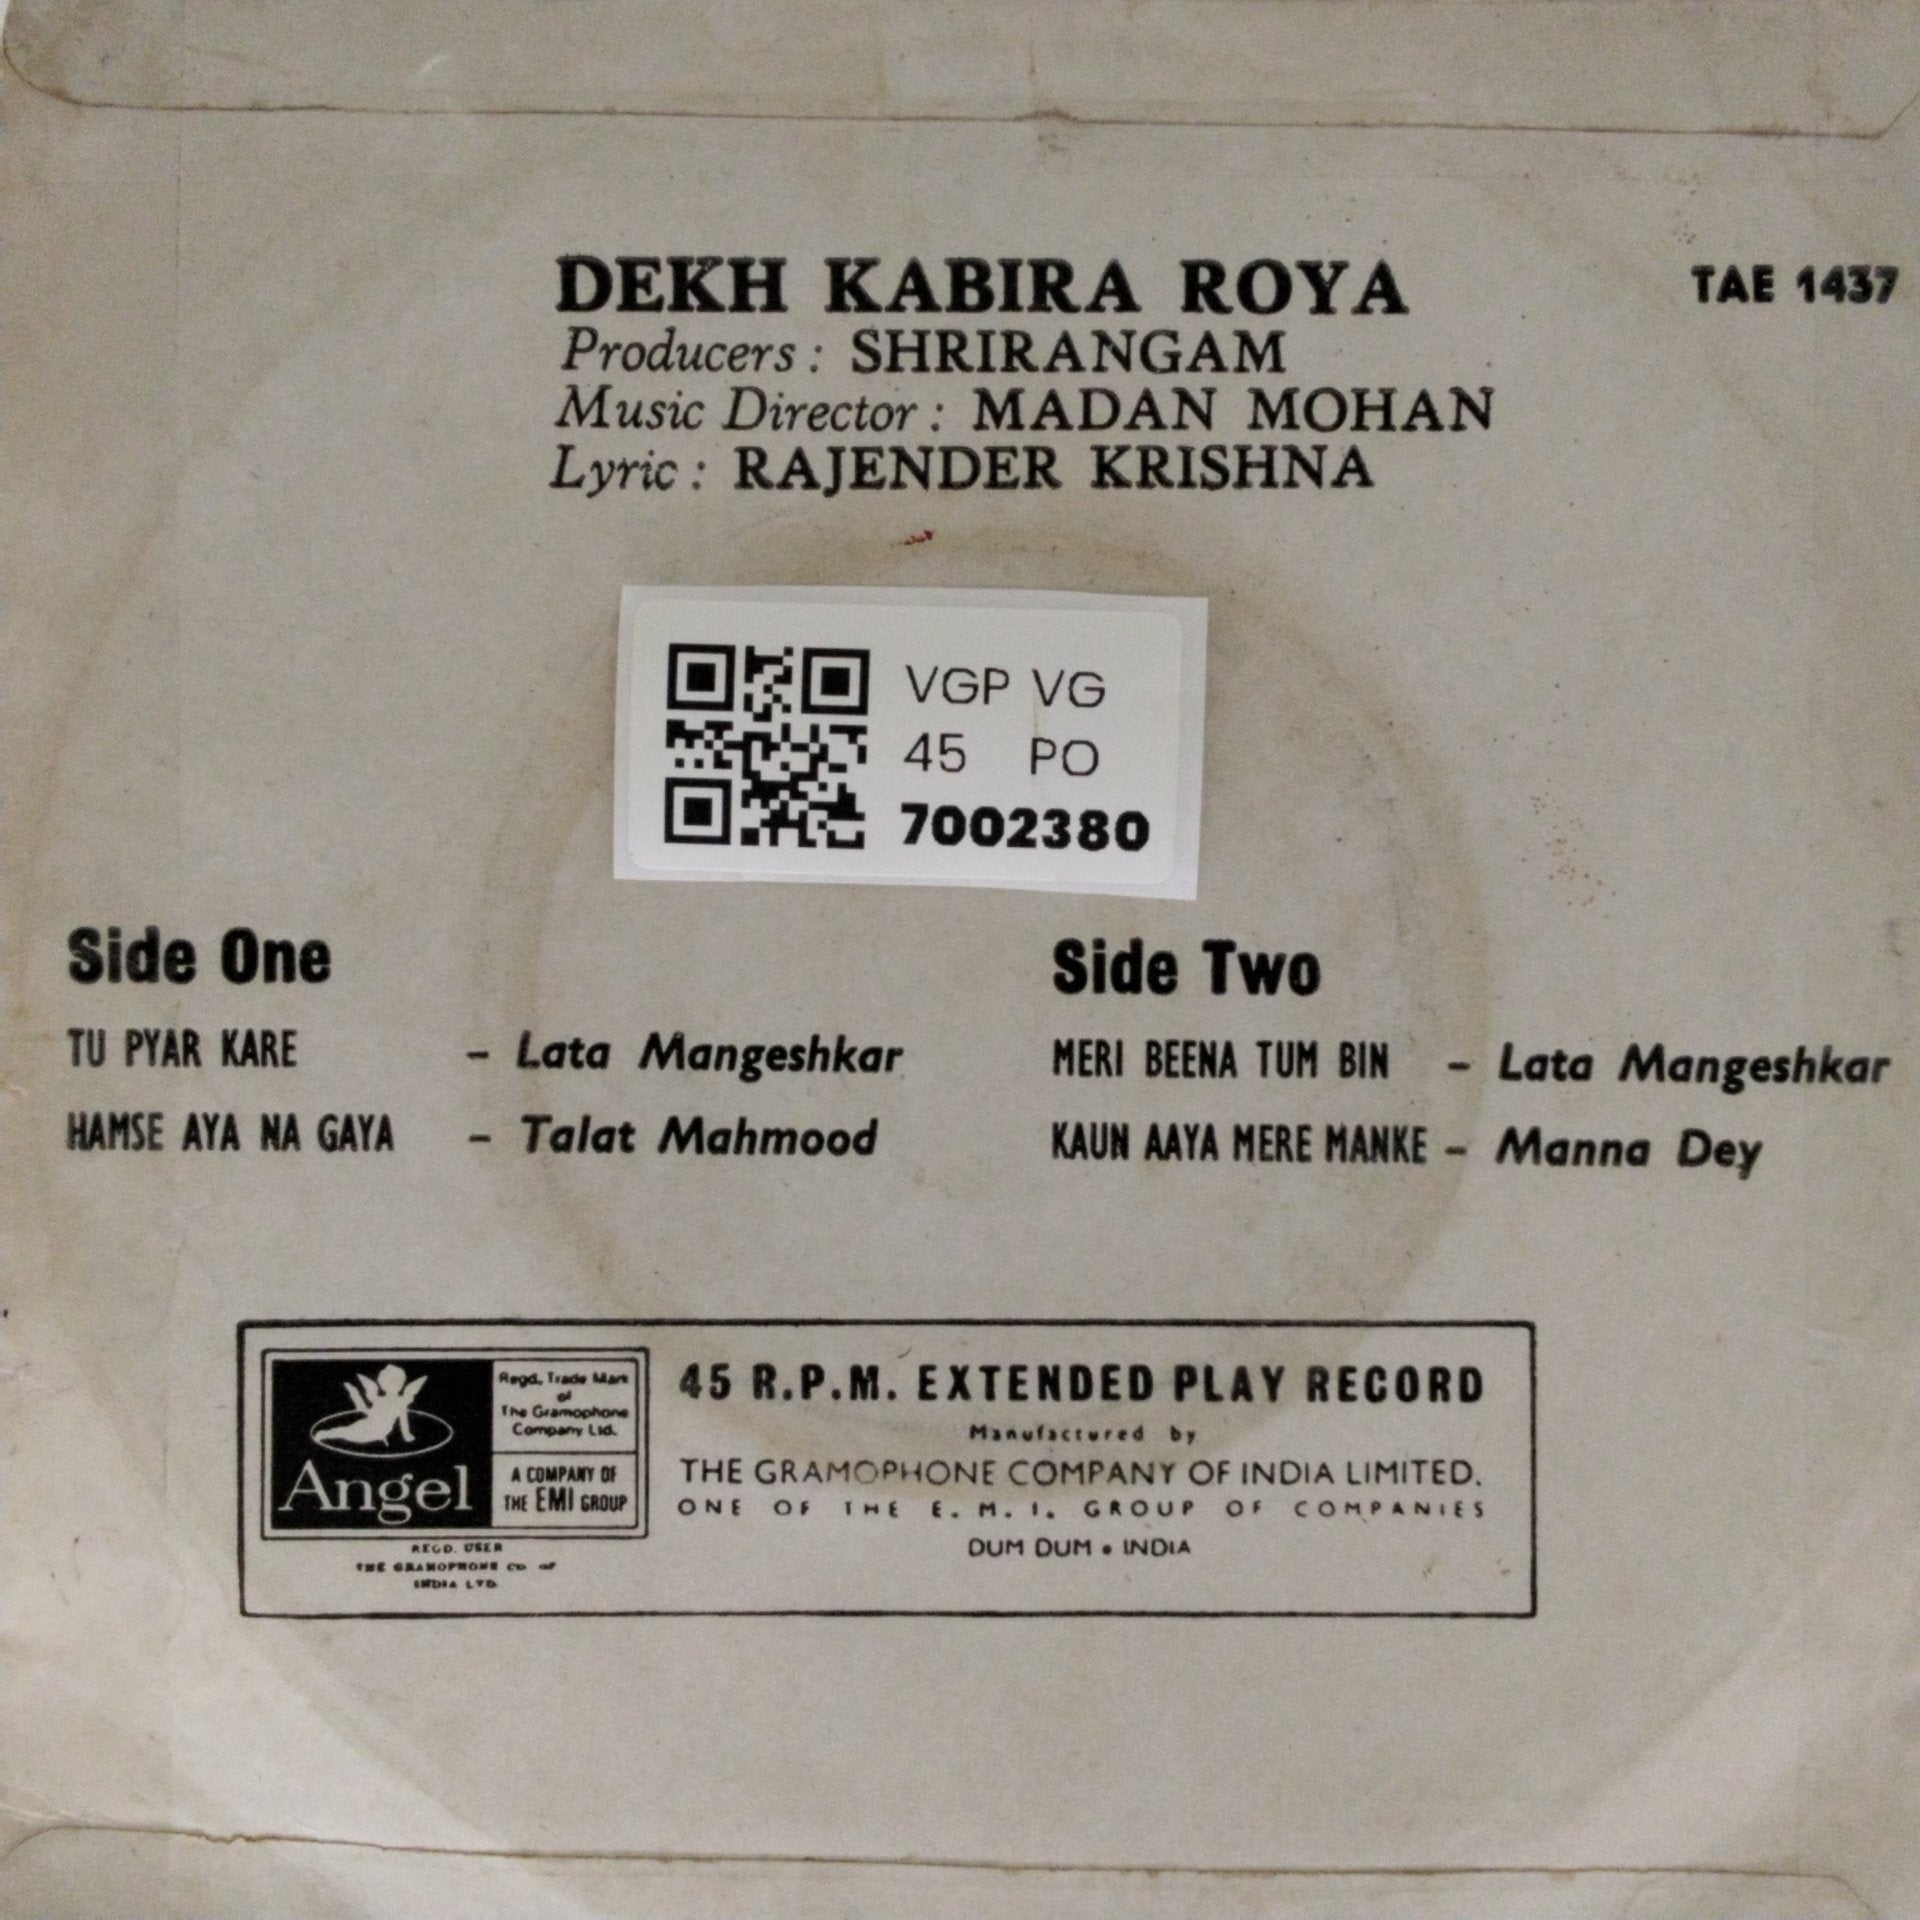 DEKH KABIRA ROYA
TAE 1437
Producers : SHRIRANGAM
Music Director : MADAN MOHAN
Lyric : RAJENDER KRISHNA
VGP VG
45 PO
7002380
Side One
TU PYAR KARE - Lata Mangeshkar
HAMSE AYA NA GAYA - Talat Mahmood
Side Two
MERI BEENA TUM BIN - Lata Mangeshkar
KAUN AAYA MERE MANKE - Manna Dey
Angel
Regd. Trade Mark
of
The Gramophone
Company Ltd.
A COMPANY OF
THE EMI GROUP
REGD. USER
THE GRAMOPHONE CO OF
INDIA LTD
45 R.P.M. EXTENDED PLAY RECORD
Manufactured by
THE GRAMOPHONE COMPANY OF INDIA LIMITED.
ONE OF THE E. M. I. GROUP OF COMPANIES
DUM DUM • INDIA